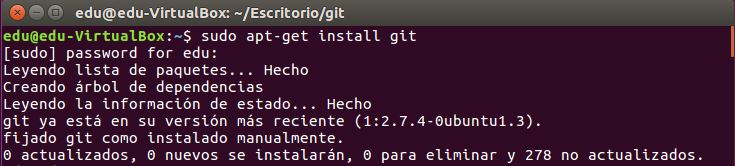 edu@edu-VirtualBox: ~/Escritorio/git
edu@edu-VirtualBox:~$ sudo apt-get install git
[sudo] password for edu:
Leyendo lista de paquetes... Hecho
Creando árbol de dependencias
Leyendo la información de estado... Hecho
git ya está en su versión más reciente (1:2.7.4-0ubuntu1.3).
fijado git como instalado manualmente.
0 actualizados, 0 nuevos se instalarán, 0 para eliminar y 278 no actualizados.